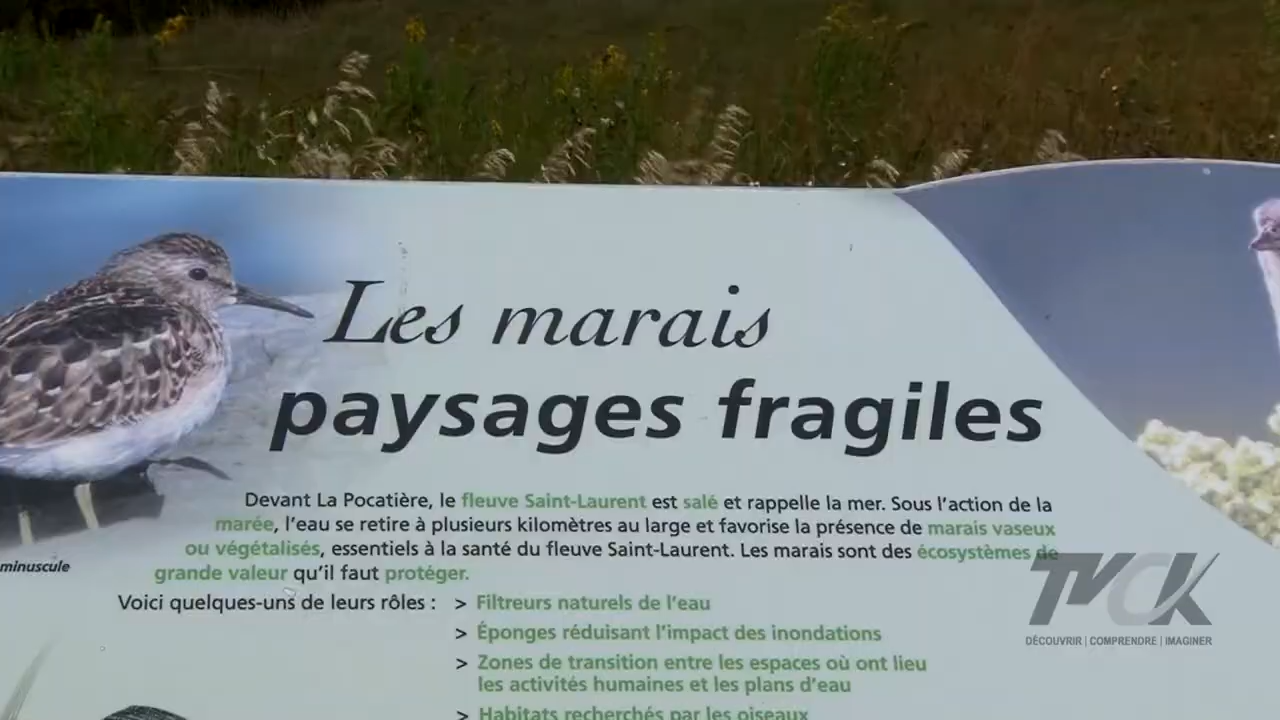 Les marais
paysages fragiles
Devant La Pocatière, le fleuve Saint-Laurent est salé et rappelle la mer. Sous l'action de la
marée, l'eau se retire à plusieurs kilomètres au large et favorise la présence de marais vaseux
ou végétalisés, essentiels à la santé du fleuve Saint-Laurent. Les marais sont des écosystèmes de
grande valeur qu'il faut protéger.
minuscule
Voici quelques-uns de leurs rôles :
> Filtreurs naturels de l'eau
> Éponges réduisant l'impact des inondations
> Zones de transition entre les espaces où ont lieu
les activités humaines et les plans d'eau
> Habitats recherchés par les oiseaux
TVCK
DÉCOUVRIR | COMPRENDRE | IMAGINER